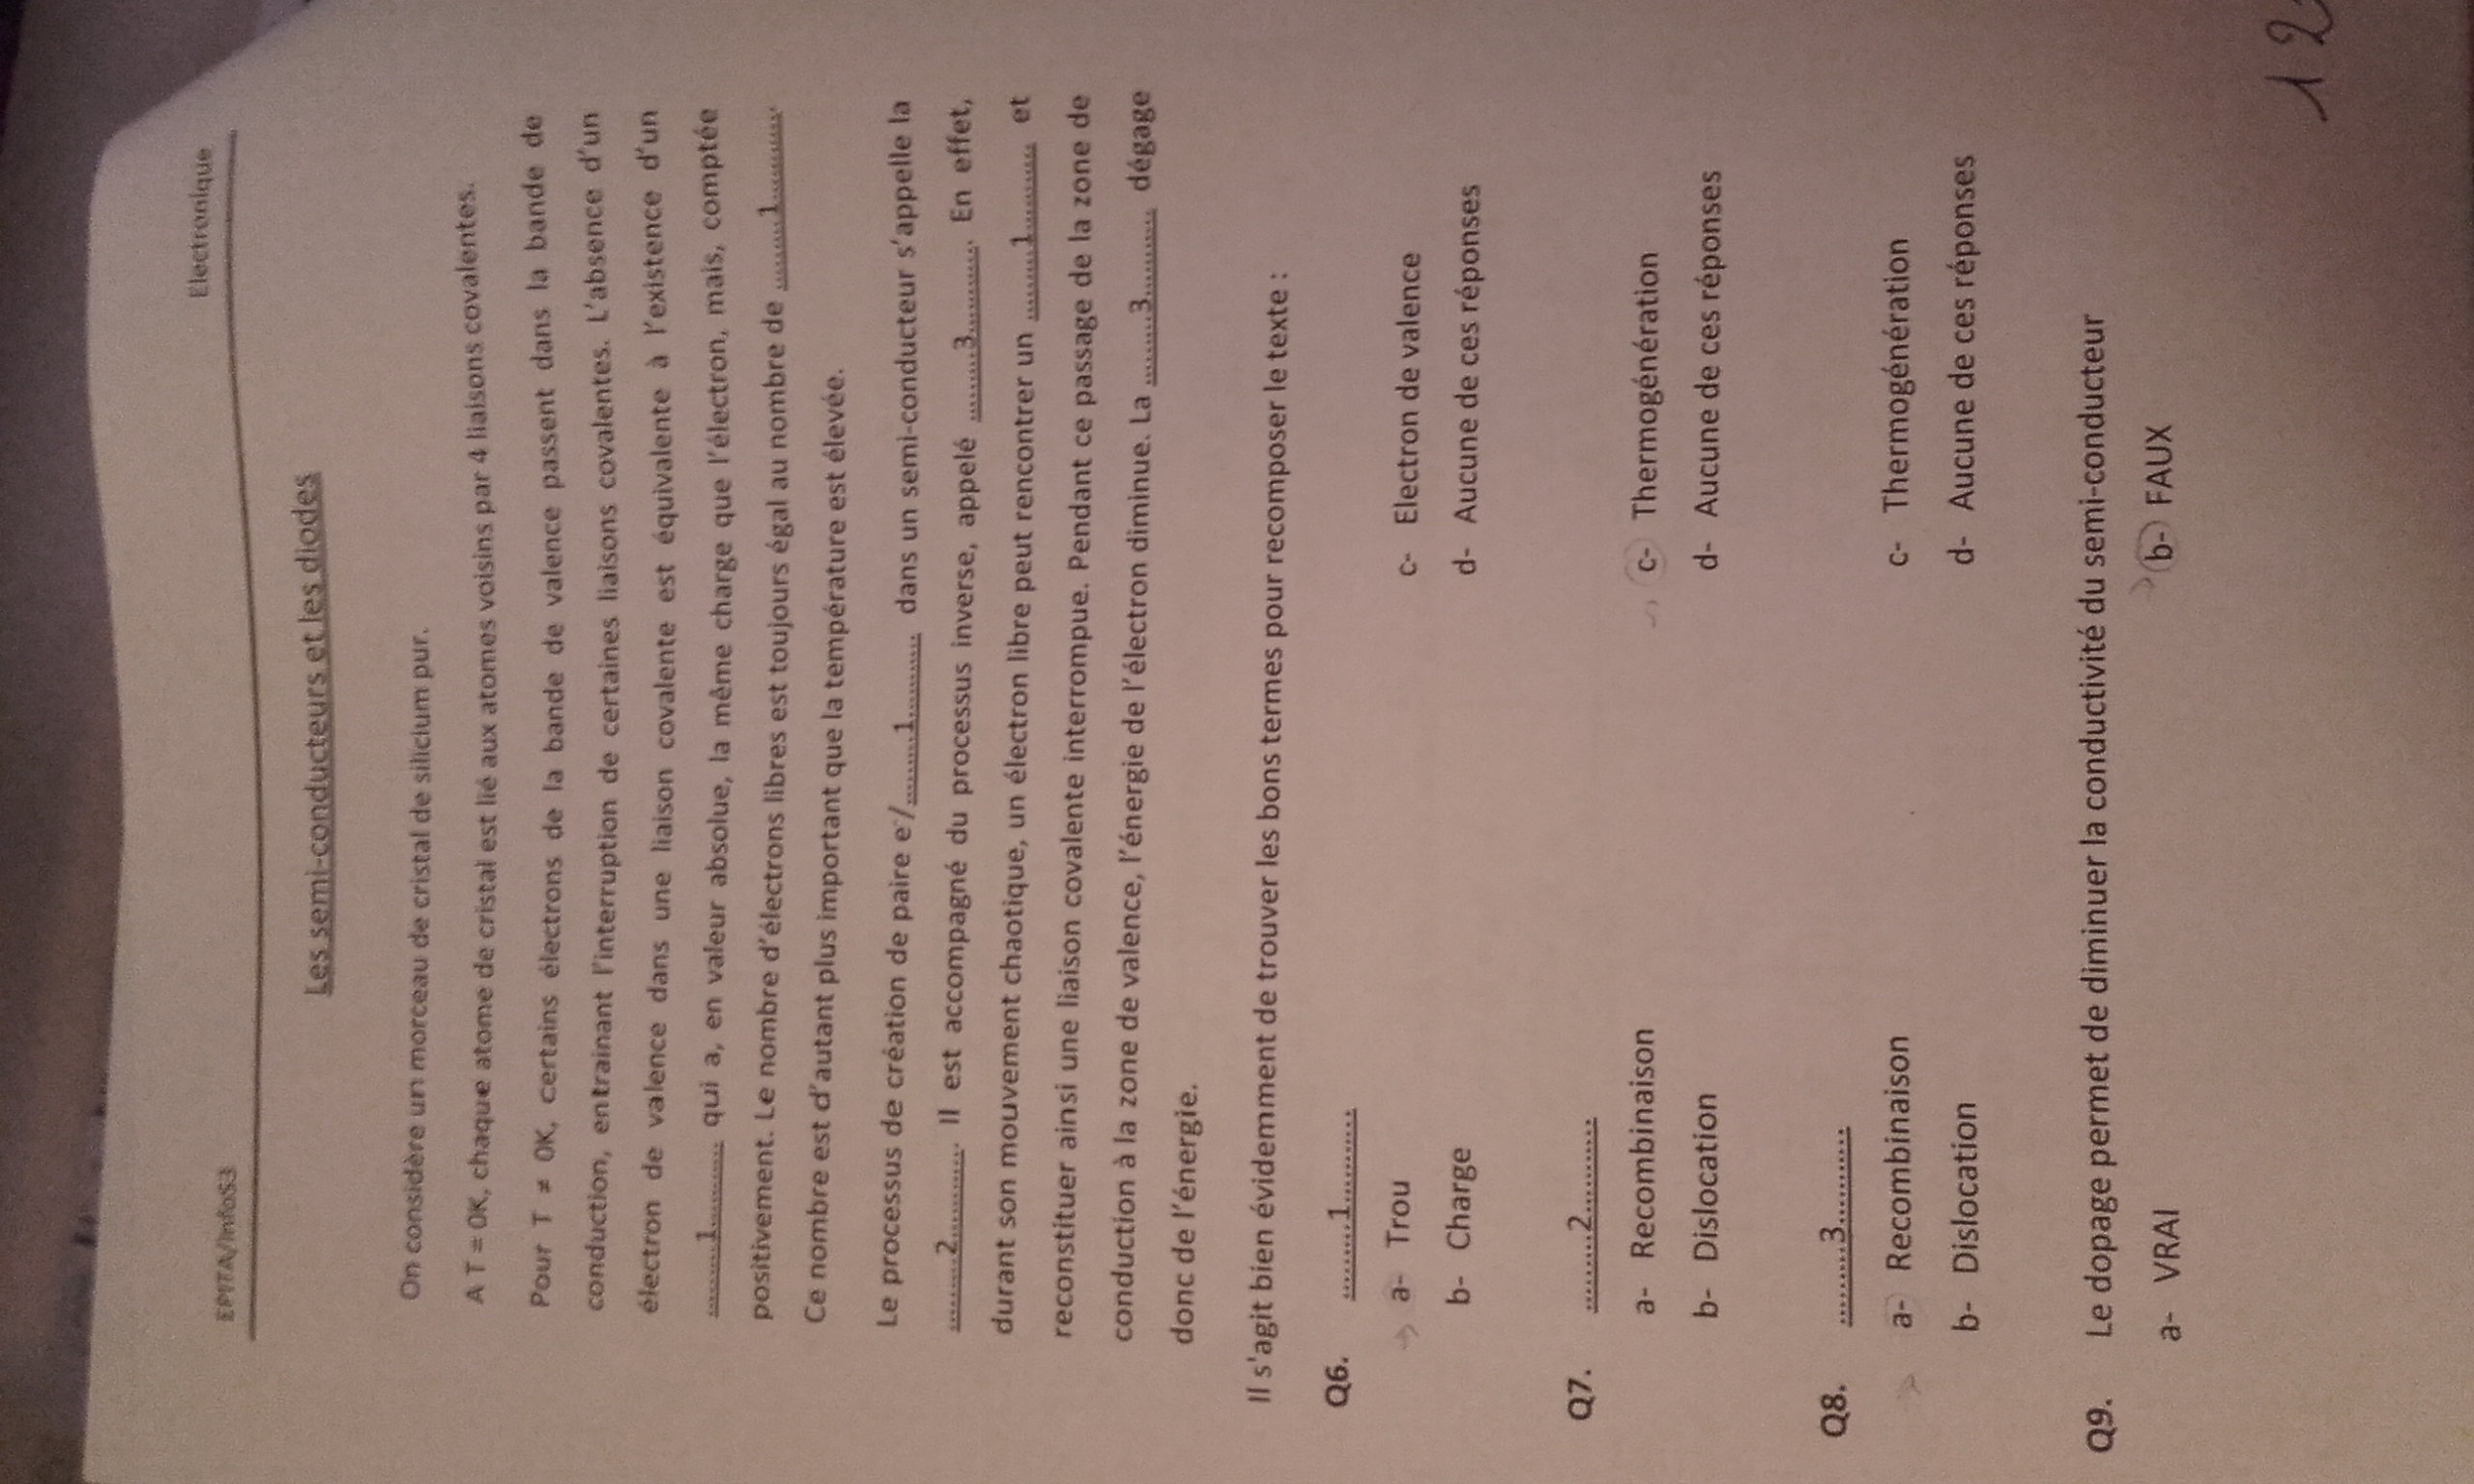 EPITA/InfoS3
Electronique
Les semi-conducteurs et les diodes
On considère un morceau de cristal de silicium pur.
A T = 0K, chaque atome de cristal est lié aux atomes voisins par 4 liaisons covalentes.
Pour T ≠ 0K, certains électrons de la bande de valence passent dans la bande de
conduction, entrainant l'interruption de certaines liaisons covalentes. L'absence d'un
électron de valence dans une liaison covalente est équivalente à l'existence d'un
.........1........... qui a, en valeur absolue, la même charge que l'électron, mais, comptée
positivement. Le nombre d'électrons libres est toujours égal au nombre de .........1...........
Ce nombre est d'autant plus important que la température est élevée.
Le processus de création de paire e⁻/.........1........... dans un semi-conducteur s'appelle la
.........2............ Il est accompagné du processus inverse, appelé .........3............ En effet,
durant son mouvement chaotique, un électron libre peut rencontrer un .........1........... et
reconstituer ainsi une liaison covalente interrompue. Pendant ce passage de la zone de
conduction à la zone de valence, l'énergie de l'électron diminue. La .........3........... dégage
donc de l'énergie.
Il s'agit bien évidemment de trouver les bons termes pour recomposer le texte :
Q6. .........1...........
a- Trou
c- Electron de valence
b- Charge
d- Aucune de ces réponses
Q7. .........2...........
a- Recombinaison
c- Thermogénération
b- Dislocation
d- Aucune de ces réponses
Q8. .........3...........
a- Recombinaison
c- Thermogénération
b- Dislocation
d- Aucune de ces réponses
Q9. Le dopage permet de diminuer la conductivité du semi-conducteur
a- VRAI
b- FAUX
12